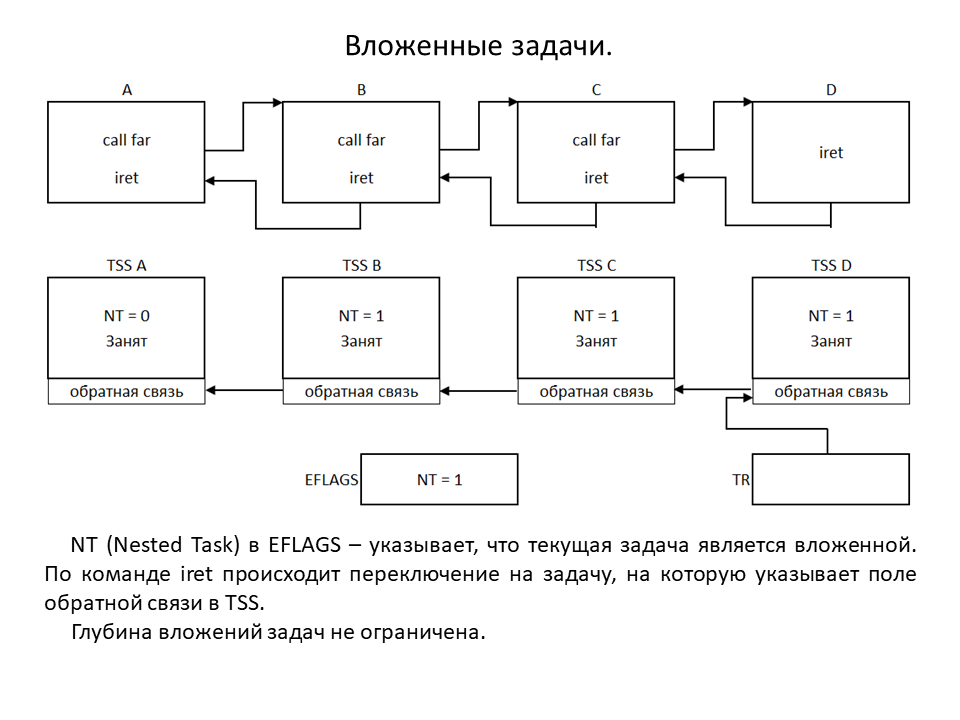 Вложенные задачи.
A B C D
call far call far call far iret
iret iret iret
TSS A TSS B TSS C TSS D
NT = 0 NT = 1 NT = 1 NT = 1
Занят Занят Занят Занят
обратная связь обратная связь обратная связь обратная связь
EFLAGS NT = 1 TR
NT (Nested Task) в EFLAGS – указывает, что текущая задача является вложенной.
По команде iret происходит переключение на задачу, на которую указывает поле
обратной связи в TSS.
Глубина вложений задач не ограничена.